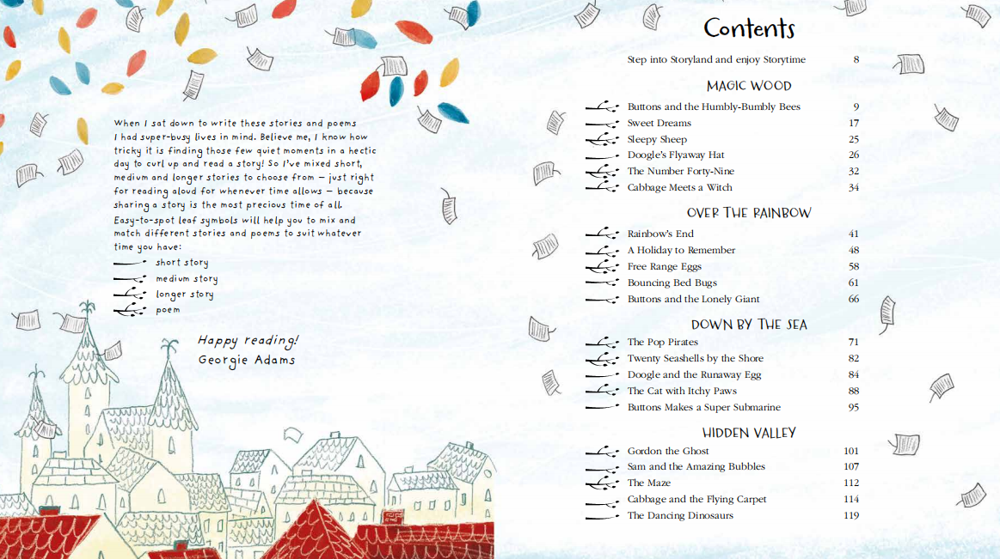 When I sat down to write these stories and poems
I had super-busy lives in mind. Believe me, I know how
tricky it is finding those few quiet moments in a hectic
day to curl up and read a story! So I've mixed short,
medium and longer stories to choose from – just right
for reading aloud for whenever time allows – because
sharing a story is the most precious time of all.
Easy-to-spot leaf symbols will help you to mix and
match different stories and poems to suit whatever
time you have:
short story
medium story
longer story
poem
Happy reading!
Georgie Adams
Contents
Step into Storyland and enjoy Storytime 8
MAGIC WOOD
Buttons and the Humbly-Bumbly Bees 9
Sweet Dreams 17
Sleepy Sheep 25
Doogle's Flyaway Hat 26
The Number Forty-Nine 32
Cabbage Meets a Witch 34
OVER THE RAINBOW
Rainbow's End 41
A Holiday to Remember 48
Free Range Eggs 58
Bouncing Bed Bugs 61
Buttons and the Lonely Giant 66
DOWN BY THE SEA
The Pop Pirates 71
Twenty Seashells by the Shore 82
Doogle and the Runaway Egg 84
The Cat with Itchy Paws 88
Buttons Makes a Super Submarine 95
HIDDEN VALLEY
Gordon the Ghost 101
Sam and the Amazing Bubbles 107
The Maze 112
Cabbage and the Flying Carpet 114
The Dancing Dinosaurs 119